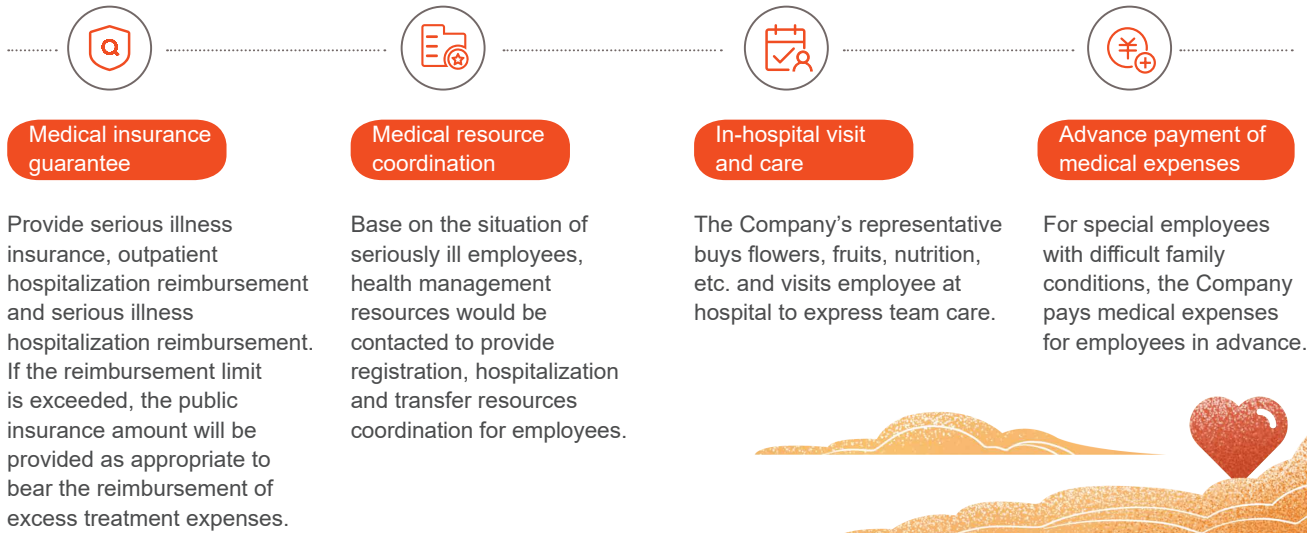 Medical insurance
guarantee
Provide serious illness
insurance, outpatient
hospitalization reimbursement
and serious illness
hospitalization reimbursement.
If the reimbursement limit
is exceeded, the public
insurance amount will be
provided as appropriate to
bear the reimbursement of
excess treatment expenses.
Medical resource
coordination
Base on the situation of
seriously ill employees,
health management
resources would be
contacted to provide
registration, hospitalization
and transfer resources
coordination for employees.
In-hospital visit
and care
The Company’s representative
buys flowers, fruits, nutrition,
etc. and visits employee at
hospital to express team care.
Advance payment of
medical expenses
For special employees
with difficult family
conditions, the Company
pays medical expenses
for employees in advance.